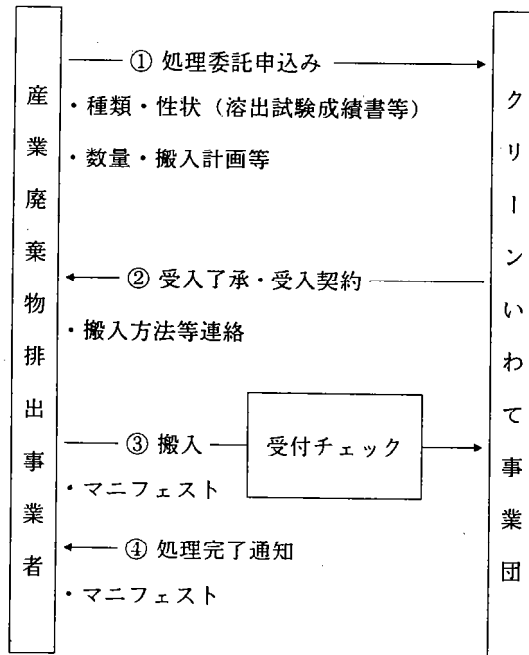 産業廃棄物排出事業者
① 処理委託申込み
・種類・性状（溶出試験成績書等）
・数量・搬入計画等
② 受入了承・受入契約
・搬入方法等連絡
③ 搬入
受付チェック
・マニフェスト
④ 処理完了通知
・マニフェスト
クリーンいわて事業団